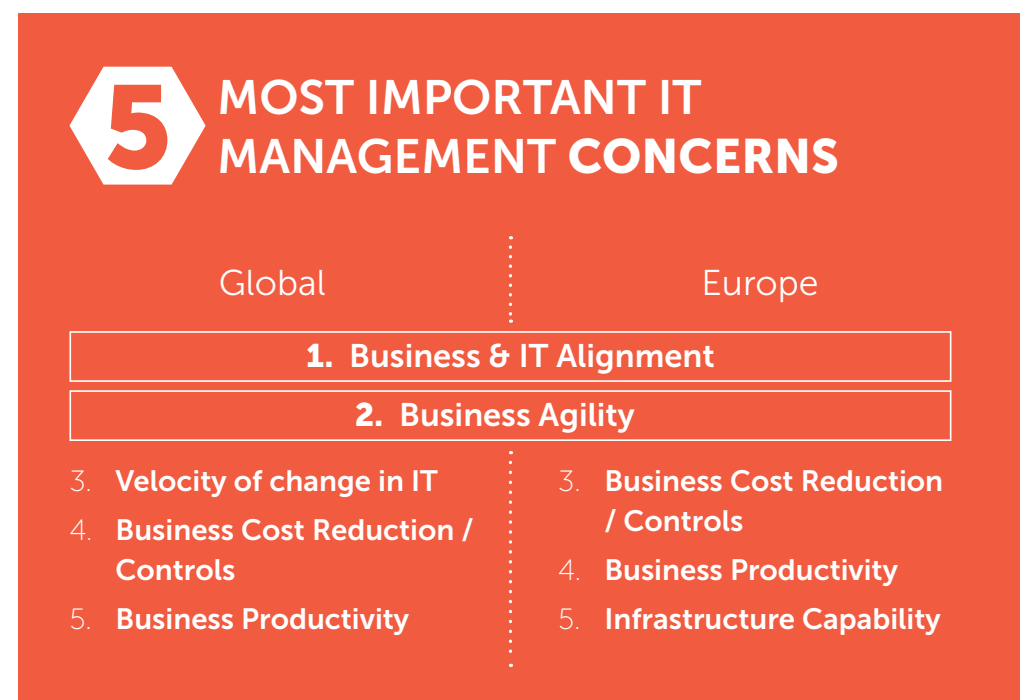 5
MOST IMPORTANT IT
MANAGEMENT CONCERNS
Global
Europe
1. Business & IT Alignment
2. Business Agility
3. Velocity of change in IT
4. Business Cost Reduction /
Controls
5. Business Productivity
3. Business Cost Reduction
/ Controls
4. Business Productivity
5. Infrastructure Capability